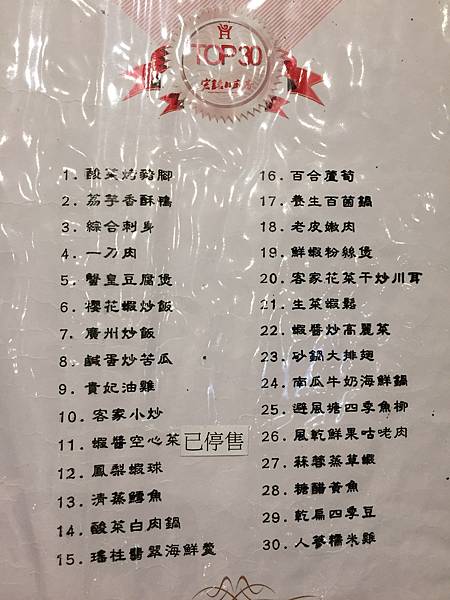 TOP 30
1. 酸菜烤豬腳
2. 荔芋香酥鴨
3. 綜合刺身
4. 一刀肉
5. 蟹皇豆腐煲
6. 櫻花蝦炒飯
7. 廣州炒飯
8. 鹹蛋炒苦瓜
9. 貴妃油雞
10. 客家小炒
11. 蝦醬空心菜 已停售
12. 鳳梨蝦球
13. 清蒸鱈魚
14. 酸菜白肉鍋
15. 瑤柱翡翠海鮮羹
16. 百合蘆筍
17. 養生百菌鍋
18. 老皮嫩肉
19. 鮮蝦粉絲煲
20. 客家花菜干炒川耳
21. 生菜蝦鬆
22. 蝦醬炒高麗菜
23. 砂鍋大排翅
24. 南瓜牛奶海鮮鍋
25. 避風塘四季魚柳
26. 風乾鮮果咕咾肉
27. 蒜蓉蒸草蝦
28. 糖醋黃魚
29. 乾扁四季豆
30. 人蔘糯米雞